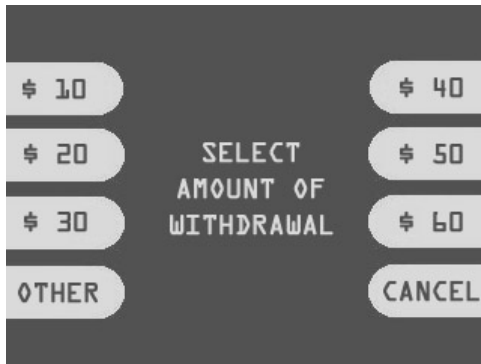 $ 10
$ 20
$ 30
OTHER
SELECT
AMOUNT OF
WITHDRAWAL
$ 40
$ 50
$ 60
CANCEL